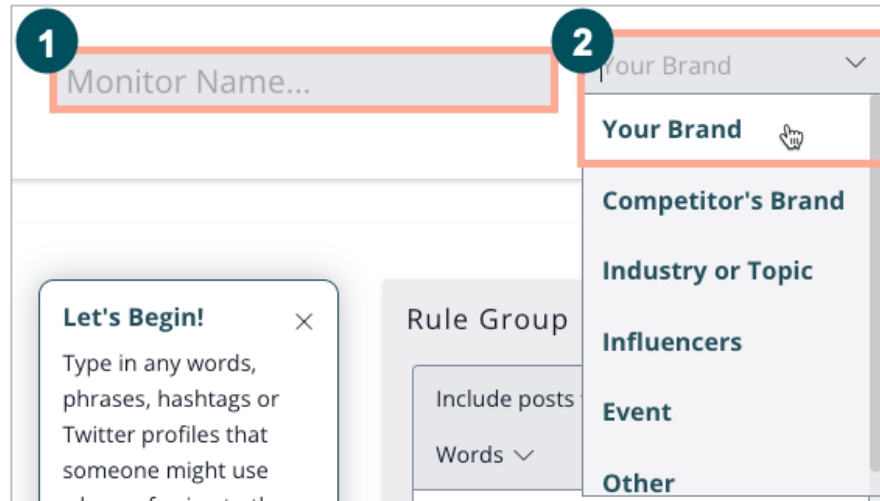 1
Monitor Name...
2
Your Brand
Your Brand
Competitor's Brand
Industry or Topic
Influencers
Event
Other
Let's Begin!
Type in any words,
phrases, hashtags or
Twitter profiles that
someone might use
Rule Group
Include posts
Words